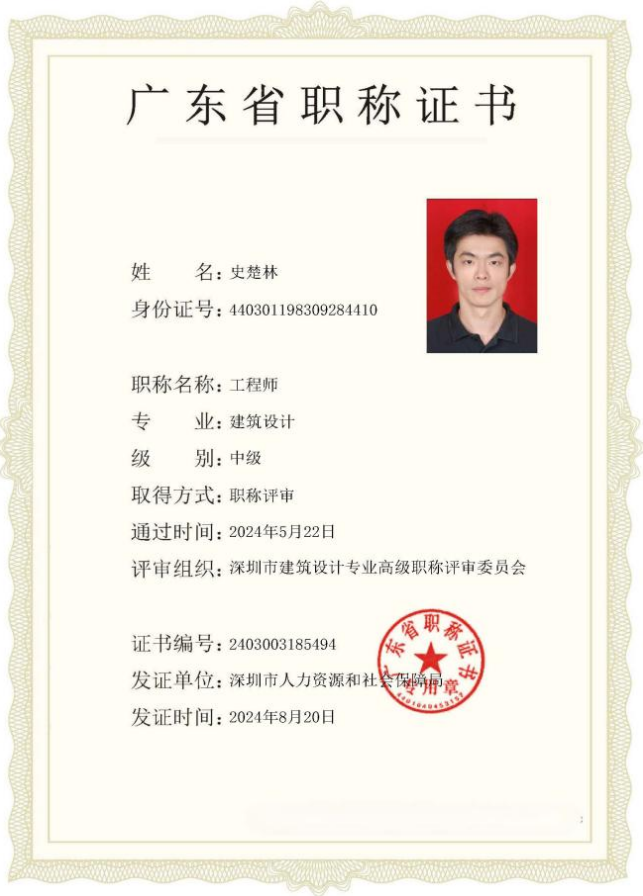 广东省职称证书
姓 名：史楚林
身份证号：440301198309284410
职称名称：工程师
专 业：建筑设计
级 别：中级
取得方式：职称评审
通过时间：2024年5月22日
评审组织：深圳市建筑设计专业高级职称评审委员会
证书编号：2403003185494
发证单位：深圳市人力资源和社会保障局
发证时间：2024年8月20日
广东省职称证书
专用章